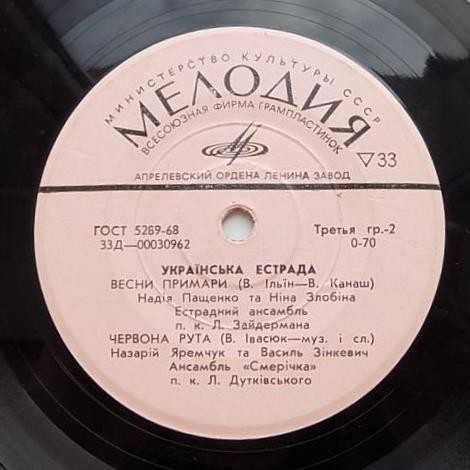 МИНИСТЕРСТВО КУЛЬТУРЫ СССР
МЕЛОДИЯ
ВСЕСОЮЗНАЯ ФИРМА ГРАМПЛАСТИНОК
▽33
АПРЕЛЕВСКИЙ ОРДЕНА ЛЕНИНА ЗАВОД
ГОСТ 5289-68 Третья гр.-2
33Д—00030962 0-70
УКРАЇНСЬКА ЕСТРАДА
ВЕСНИ ПРИМАРИ (В. Ільїн—В. Канаш)
Надія Пащенко та Ніна Злобіна
Естрадний ансамбль
п. к. Л. Зайдермана
ЧЕРВОНА РУТА (В. Івасюк—муз. і сл.)
Назарій Яремчук та Василь Зінкевич
Ансамбль «Смерічка»
п. к. Л. Дутківського